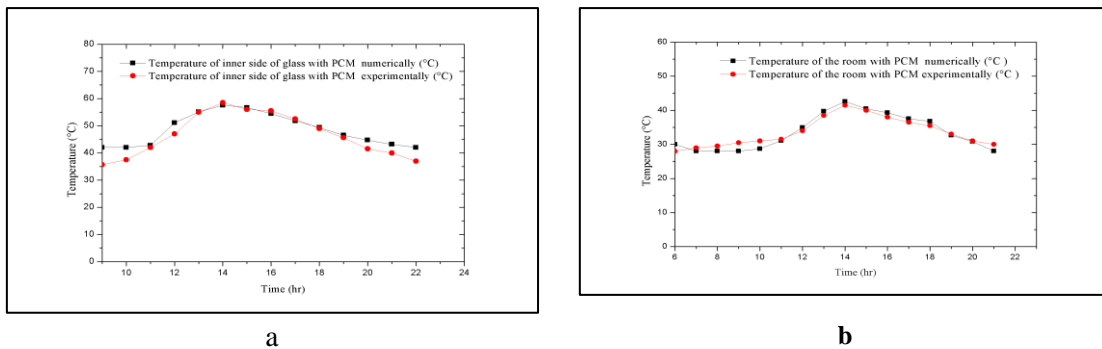 80
70
60
50
40
30
20
10
0
Temperature (°C)
Temperature of inner side of glass with PCM numerically (°C)
Temperature of inner side of glass with PCM experimentally (°C)
10 12 14 16 18 20 22 24
Time (hr)
a
60
50
40
30
20
10
0
Temperature (°C)
Temperature of the room with PCM numerically (°C )
Temperature of the room with PCM experimentally (°C )
6 8 10 12 14 16 18 20 22
Time (hr)
b